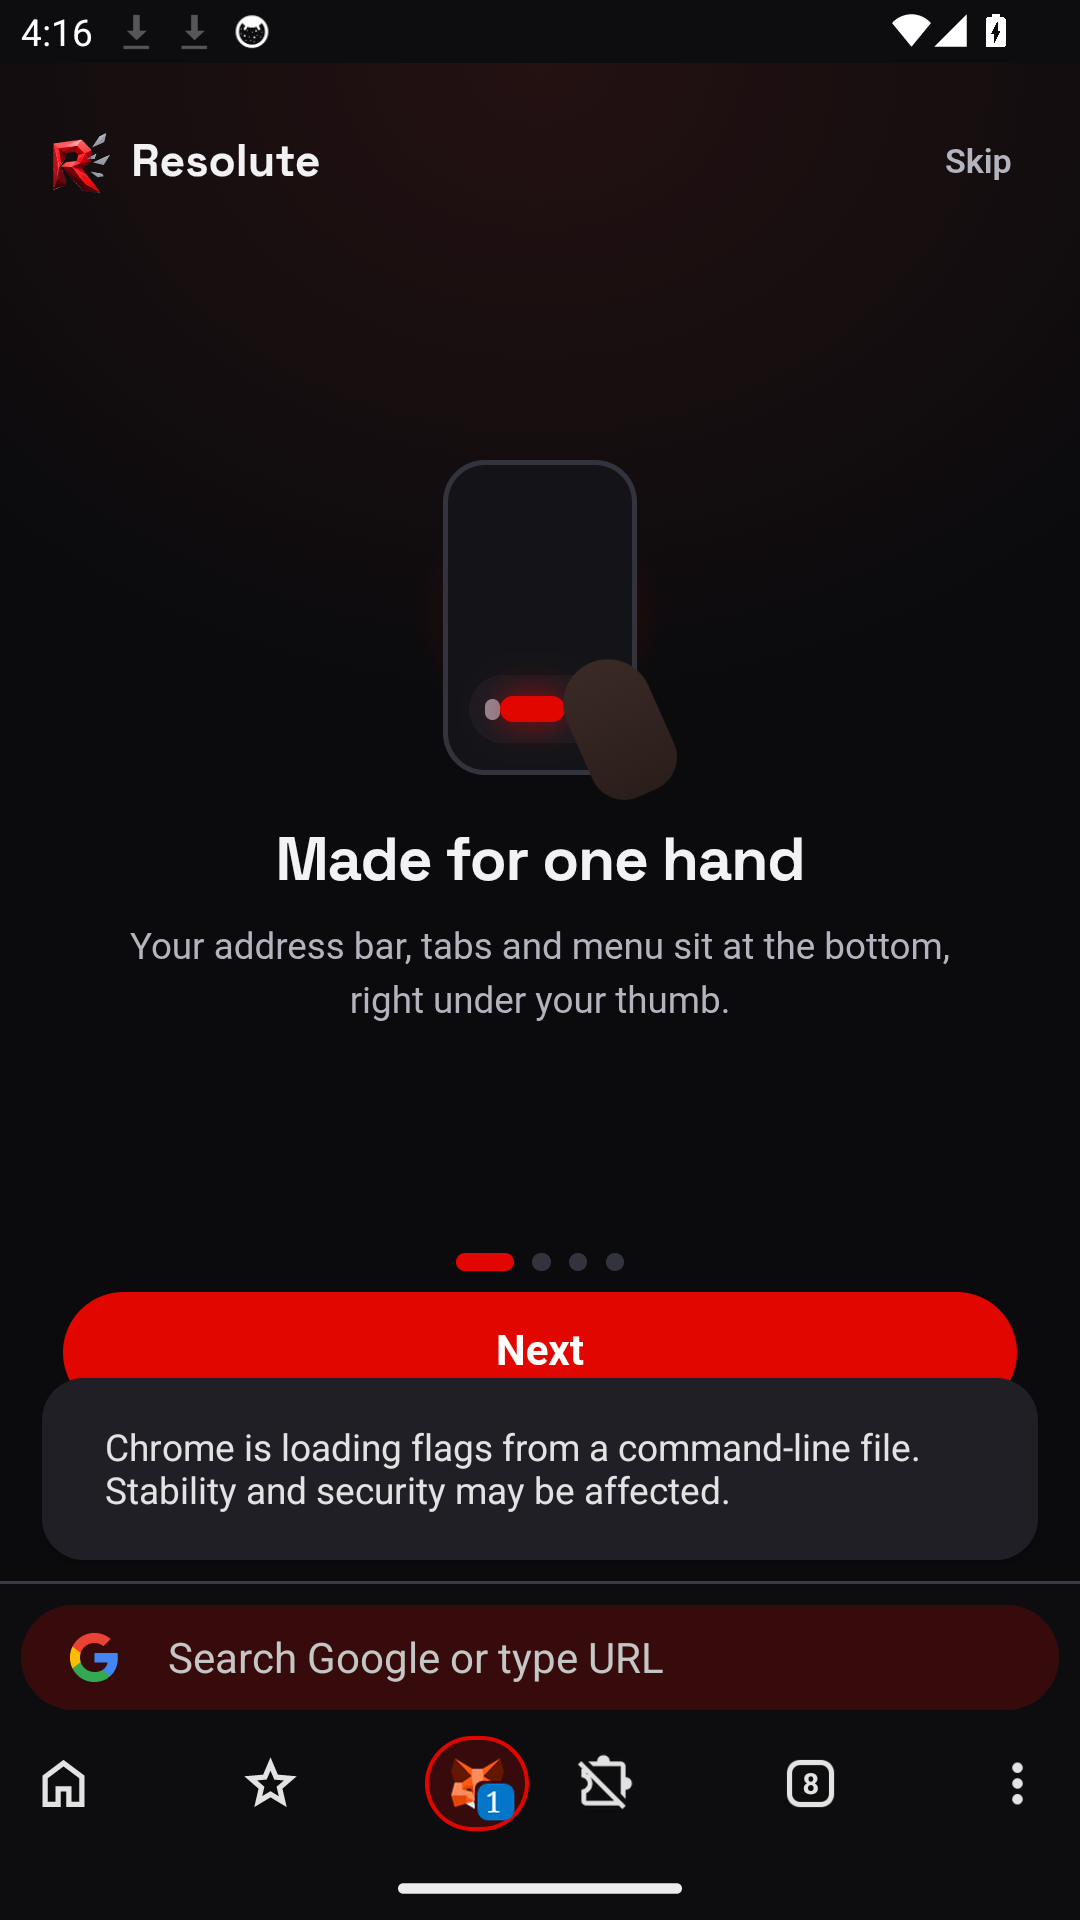 4:16
Resolute
Skip
Made for one hand
Your address bar, tabs and menu sit at the bottom,
right under your thumb.
Next
Chrome is loading flags from a command-line file.
Stability and security may be affected.
Search Google or type URL
1
8